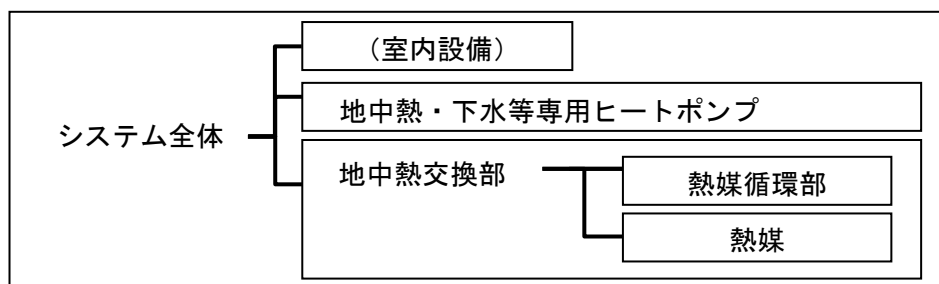 （室内設備）
地中熱・下水等専用ヒートポンプ
システム全体
地中熱交換部
熱媒循環部
熱媒